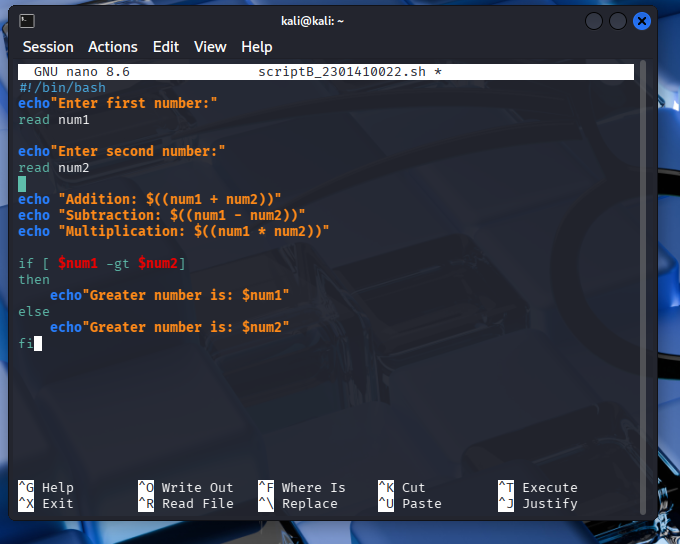 kali@kali: ~
Session Actions Edit View Help
GNU nano 8.6 scriptB_2301410022.sh *
#!/bin/bash
echo"Enter first number:"
read num1
echo"Enter second number:"
read num2
echo "Addition: $((num1 + num2))"
echo "Subtraction: $((num1 - num2))"
echo "Multiplication: $((num1 * num2))"
if [ $num1 -gt $num2]
then
    echo"Greater number is: $num1"
else
    echo"Greater number is: $num2"
fi
^G Help ^O Write Out ^F Where Is ^K Cut ^T Execute
^X Exit ^R Read File ^\ Replace ^U Paste ^J Justify